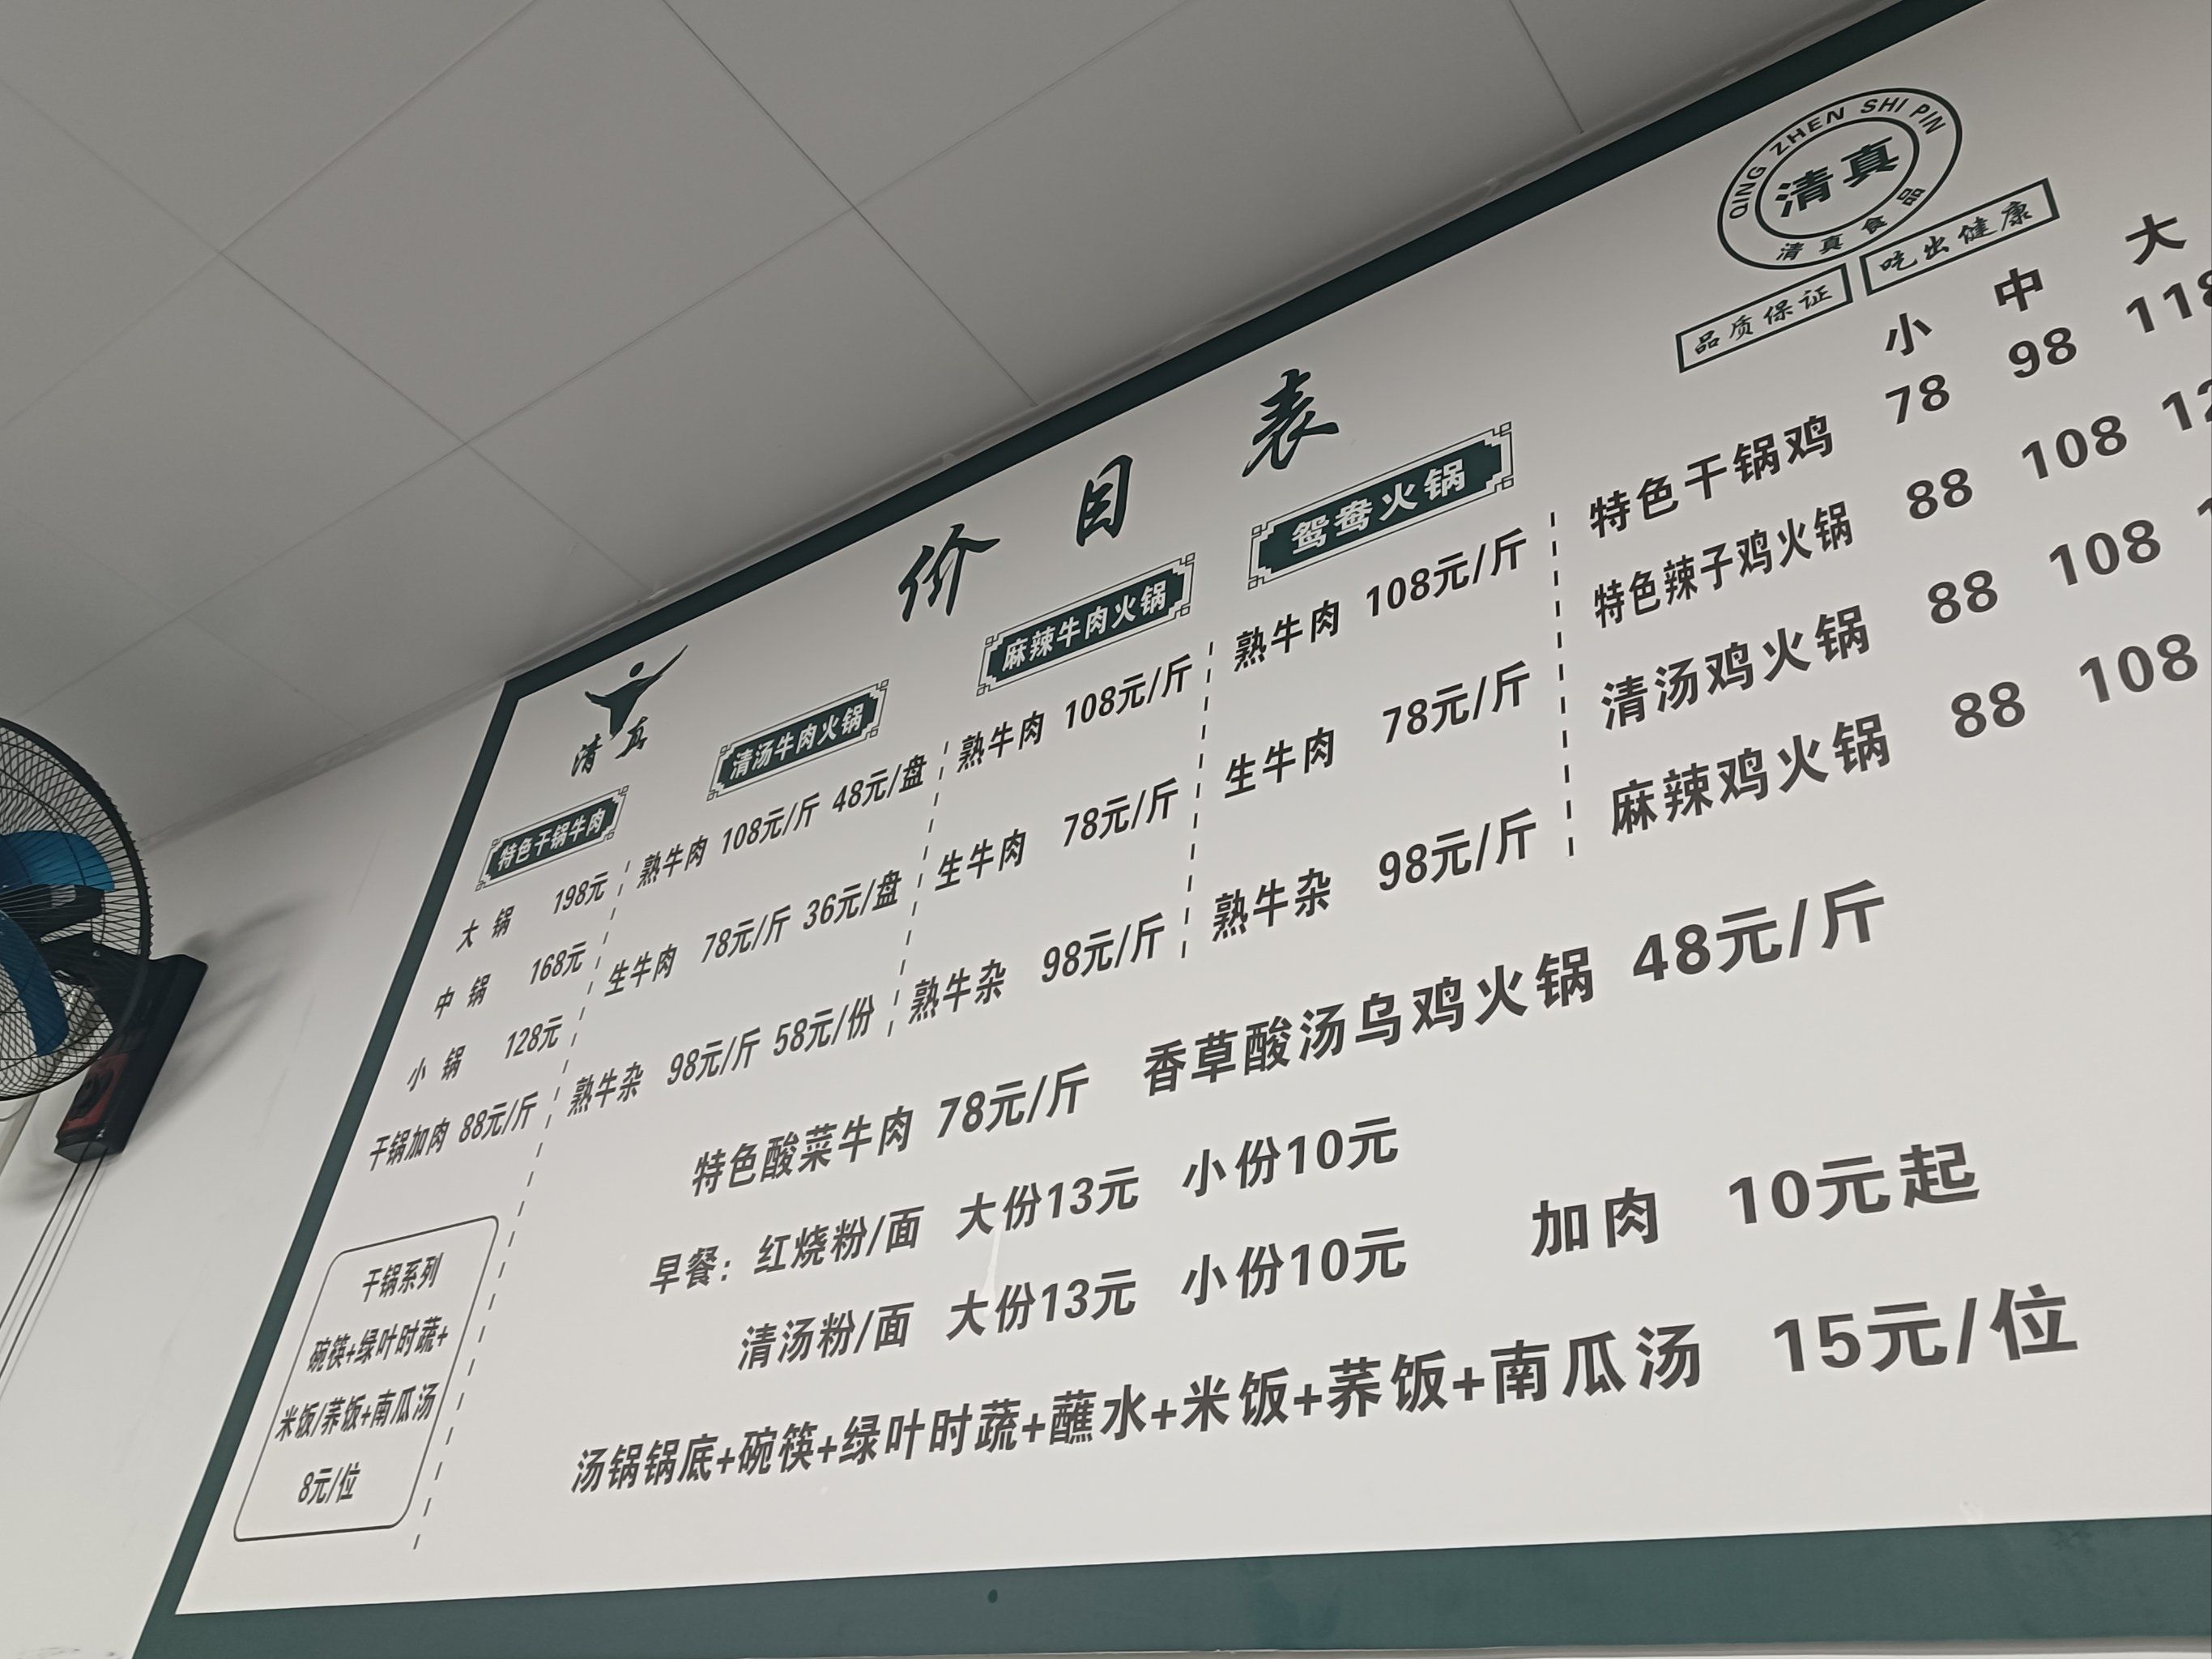 价目表
清真
QING ZHEN SHI PIN
清真
清真食品
品质保证 吃出健康
特色干锅牛肉
大锅 198元
中锅 168元
小锅 128元
干锅加肉 88元/斤
清汤牛肉火锅
熟牛肉 108元/斤 48元/盘
生牛肉 78元/斤 36元/盘
熟牛杂 98元/斤 58元/份
麻辣牛肉火锅
熟牛肉 108元/斤
生牛肉 78元/斤
熟牛杂 98元/斤
鸳鸯火锅
熟牛肉 108元/斤
生牛肉 78元/斤
熟牛杂 98元/斤
小 中 大
特色干锅鸡 78 98 118
特色辣子鸡火锅 88 108
清汤鸡火锅 88 108
麻辣鸡火锅 88 108
特色酸菜牛肉 78元/斤 香草酸汤乌鸡火锅 48元/斤
早餐：红烧粉/面 大份13元 小份10元
清汤粉/面 大份13元 小份10元 加肉 10元起
汤锅锅底+碗筷+绿叶时蔬+蘸水+米饭+荞饭+南瓜汤 15元/位
干锅系列
碗筷+绿叶时蔬+
米饭/荞饭+南瓜汤
8元/位